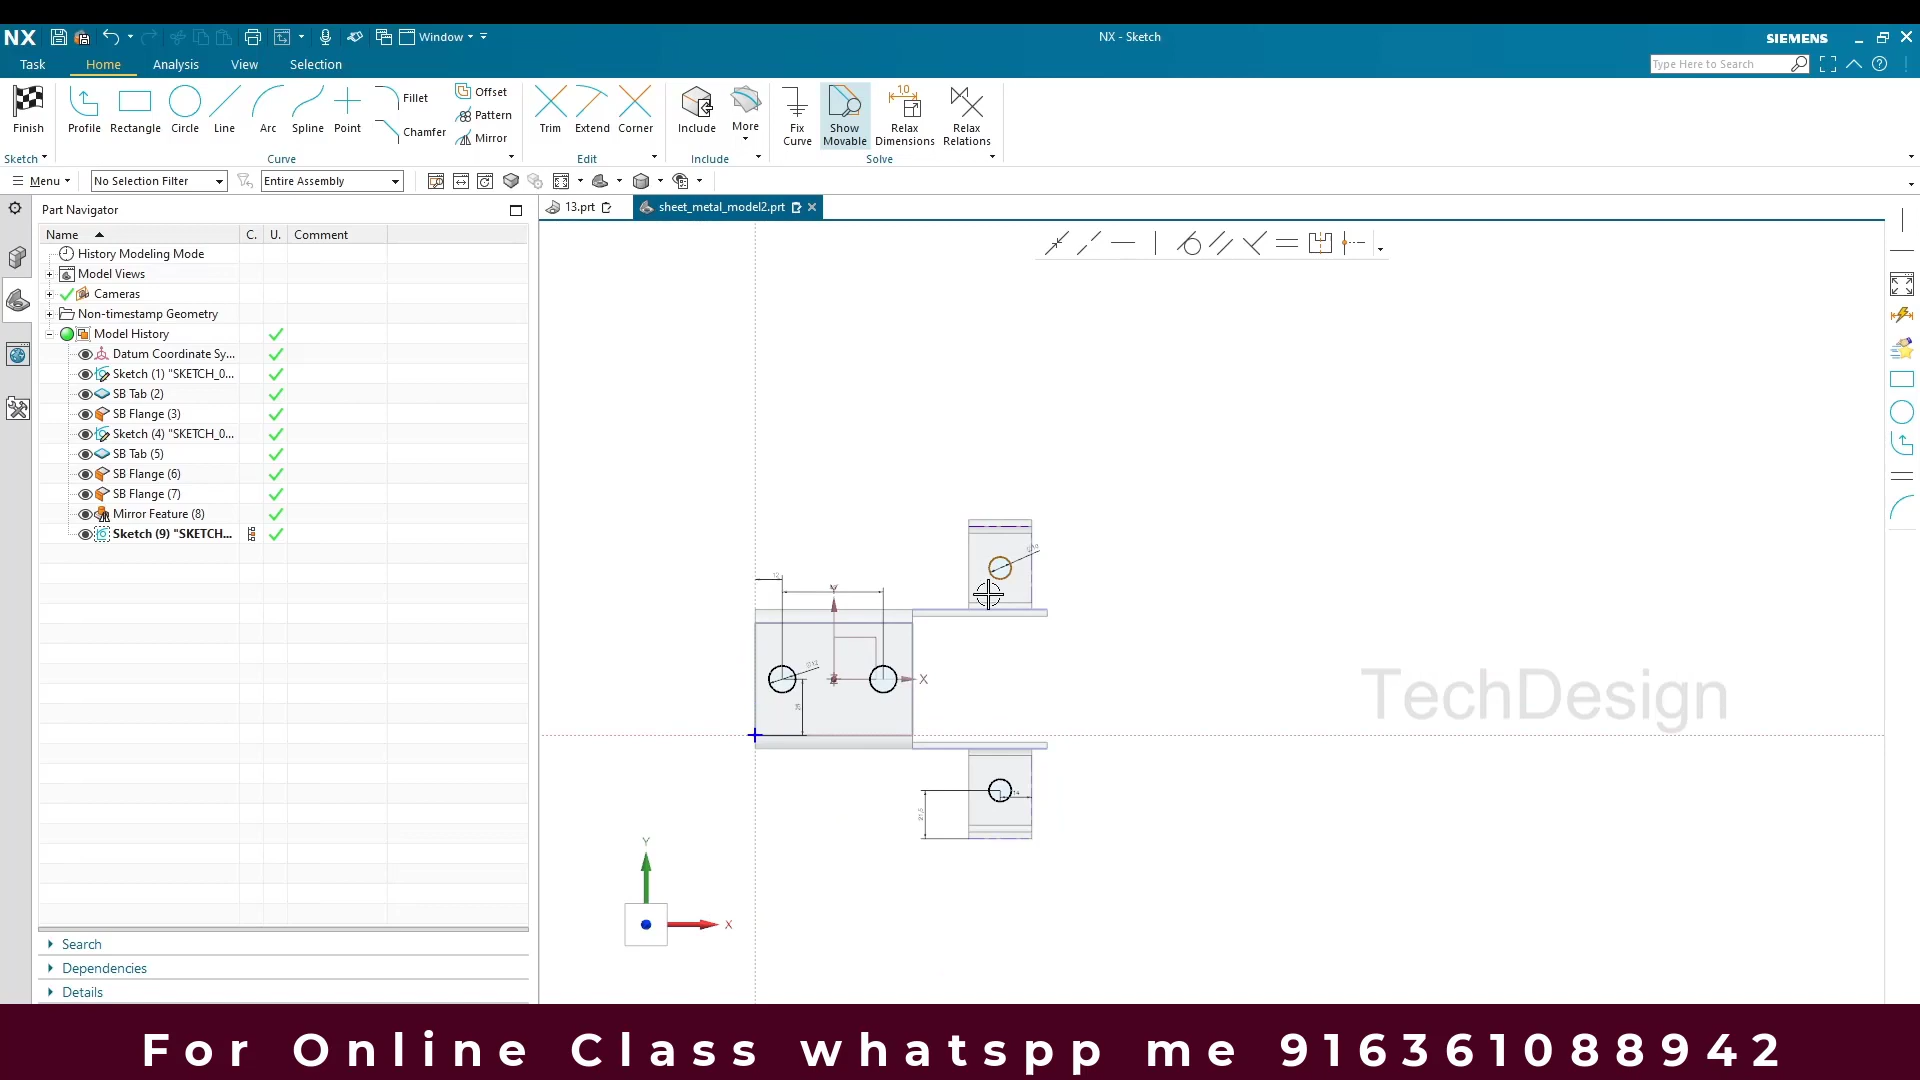 NX
Window
NX - Sketch
SIEMENS
Task
Home
Analysis
View
Selection
Type Here to Search
Finish
Profile
Rectangle
Circle
Line
Arc
Spline
Point
Fillet
Chamfer
Offset
Pattern
Mirror
Trim
Extend
Corner
Include
More
Fix Curve
Show Movable
Relax Dimensions
Relax Relations
Sketch
Curve
Edit
Include
Solve
Menu
No Selection Filter
Entire Assembly
Part Navigator
13.prt
sheet_metal_model2.prt
Name
C.
U.
Comment
History Modeling Mode
Model Views
Cameras
Non-timestamp Geometry
Model History
Datum Coordinate Sy...
Sketch (1) "SKETCH_0...
SB Tab (2)
SB Flange (3)
Sketch (4) "SKETCH_0...
SB Tab (5)
SB Flange (6)
SB Flange (7)
Mirror Feature (8)
Sketch (9) "SKETCH...
X
TechDesign
Y
X
Search
Dependencies
Details
For Online Class whatspp me 916361088942